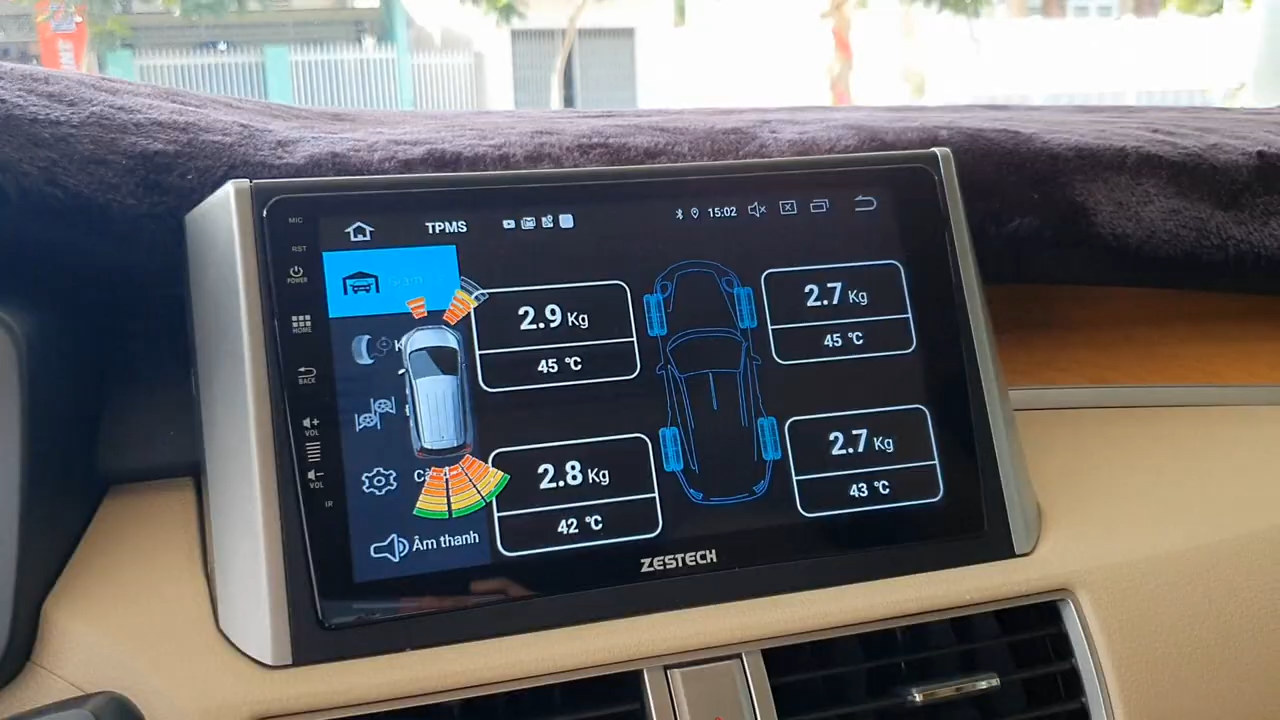 MIC
TPMS
15:02
RST
POWER
Giám
2.9 Kg
45 ℃
2.7 Kg
45 ℃
HOME
BACK
VOL
2.8 Kg
42 ℃
2.7 Kg
43 ℃
VOL
IR
Âm thanh
ZESTECH